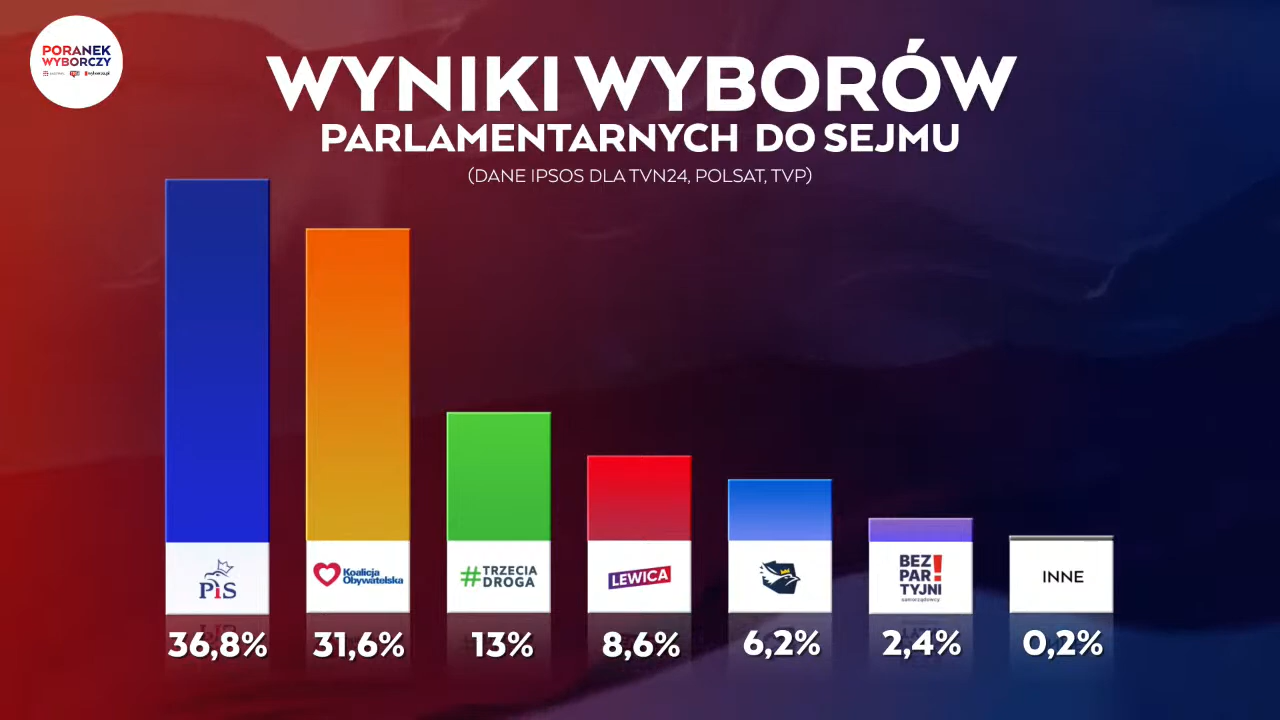 PORANEK
WYBORCZY
WYNIKI WYBORÓW
PARLAMENTARNYCH DO SEJMU
(DANE IPSOS DLA TVN24, POLSAT, TVP)
PiS
Koalicja
Obywatelska
#TRZECIA
DROGA
LEWICA
BEZ
PAR
TYJNI
!
samorządowcy
INNE
36,8%
31,6%
13%
8,6%
6,2%
2,4%
0,2%